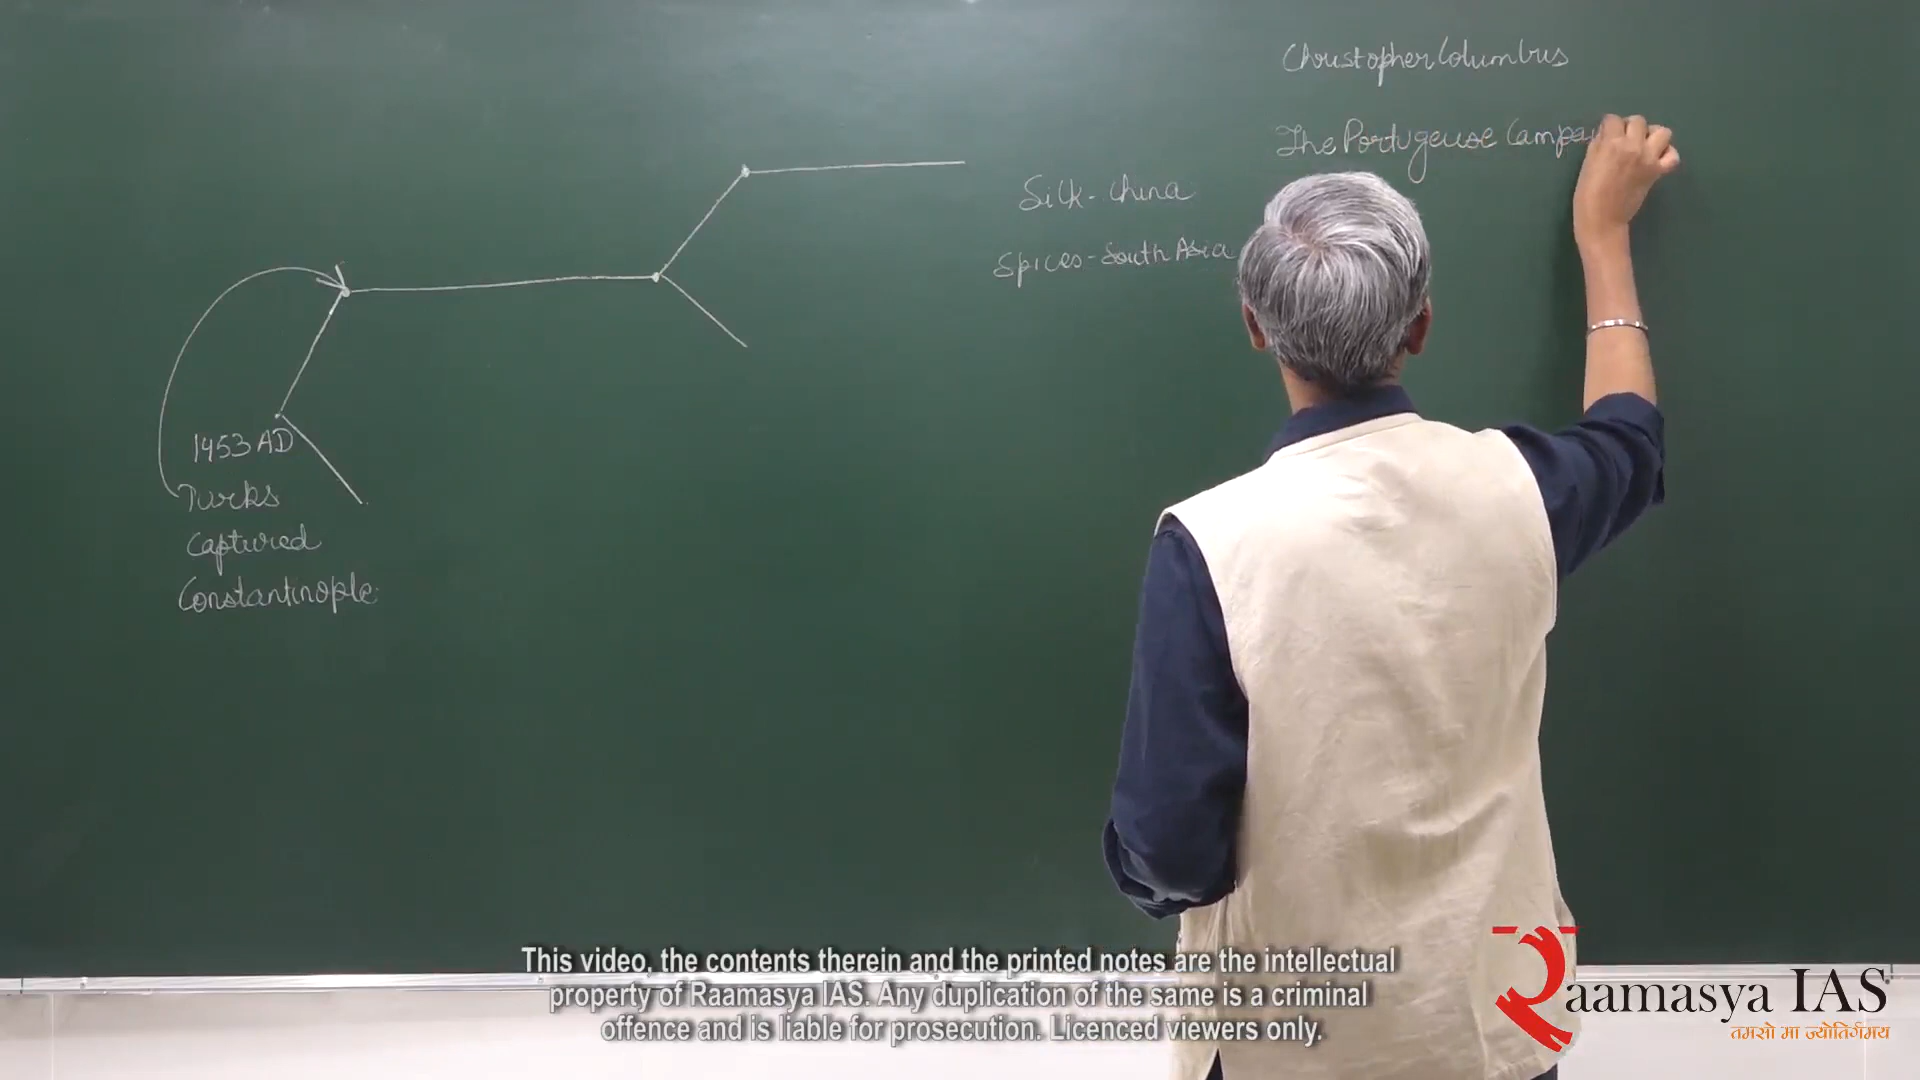 Christopher Columbus
The Portugeuse Compan
Silk - China
Spices - South Asia
1453 AD
Turks
Captured
Constantinople
This video, the contents therein and the printed notes are the intellectual
property of Raamasya IAS. Any duplication of the same is a criminal
offence and is liable for prosecution. Licenced viewers only.
Raamasya IAS
तमसो मा ज्योतिर्गमय